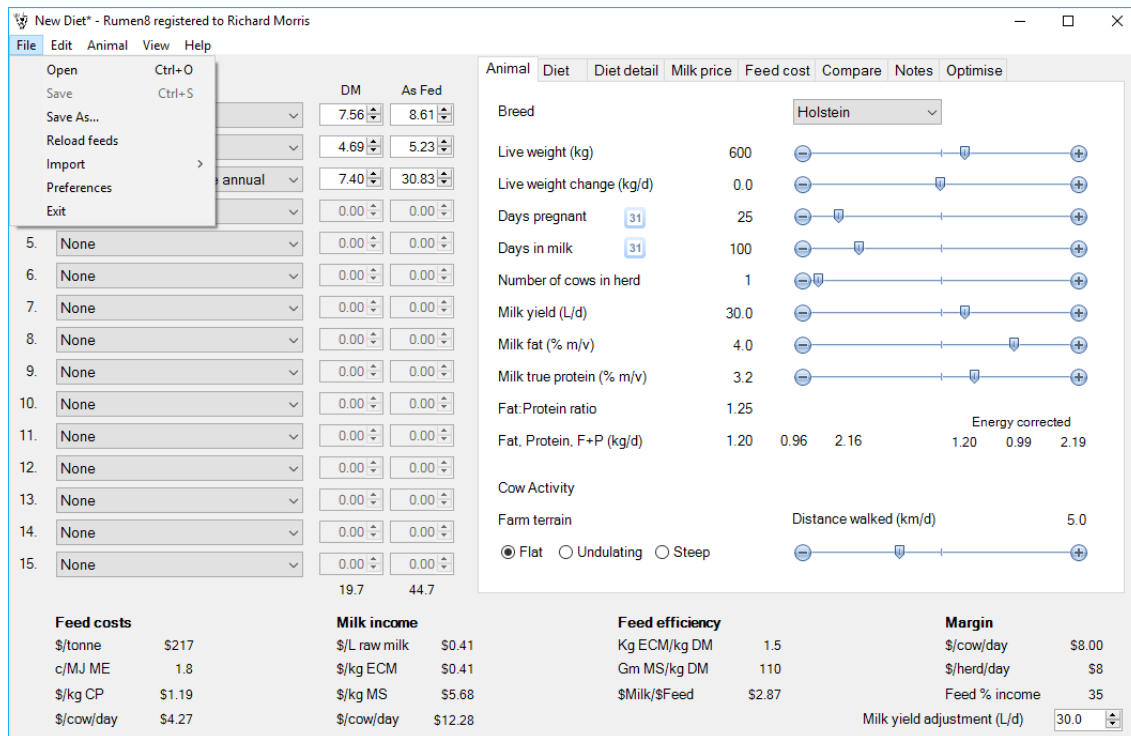 New Diet* - Rumen8 registered to Richard Morris
File Edit Animal View Help
Open Ctrl+O
Save Ctrl+S
Save As...
Reload feeds
Import
Preferences
Exit
DM As Fed
7.56 8.61
4.69 5.23
annual 7.40 30.83
0.00 0.00
5. None 0.00 0.00
6. None 0.00 0.00
7. None 0.00 0.00
8. None 0.00 0.00
9. None 0.00 0.00
10. None 0.00 0.00
11. None 0.00 0.00
12. None 0.00 0.00
13. None 0.00 0.00
14. None 0.00 0.00
15. None 0.00 0.00
19.7 44.7
Animal Diet Diet detail Milk price Feed cost Compare Notes Optimise
Breed Holstein
Live weight (kg) 600
Live weight change (kg/d) 0.0
Days pregnant 31 25
Days in milk 31 100
Number of cows in herd 1
Milk yield (L/d) 30.0
Milk fat (% m/v) 4.0
Milk true protein (% m/v) 3.2
Fat:Protein ratio 1.25
Energy corrected
Fat, Protein, F+P (kg/d) 1.20 0.96 2.16 1.20 0.99 2.19
Cow Activity
Farm terrain Distance walked (km/d) 5.0
Flat Undulating Steep
Feed costs
$/tonne $217
c/MJ ME 1.8
$/kg CP $1.19
$/cow/day $4.27
Milk income
$/L raw milk $0.41
$/kg ECM $0.41
$/kg MS $5.68
$/cow/day $12.28
Feed efficiency
Kg ECM/kg DM 1.5
Gm MS/kg DM 110
$Milk/$Feed $2.87
Margin
$/cow/day $8.00
$/herd/day $8
Feed % income 35
Milk yield adjustment (L/d) 30.0